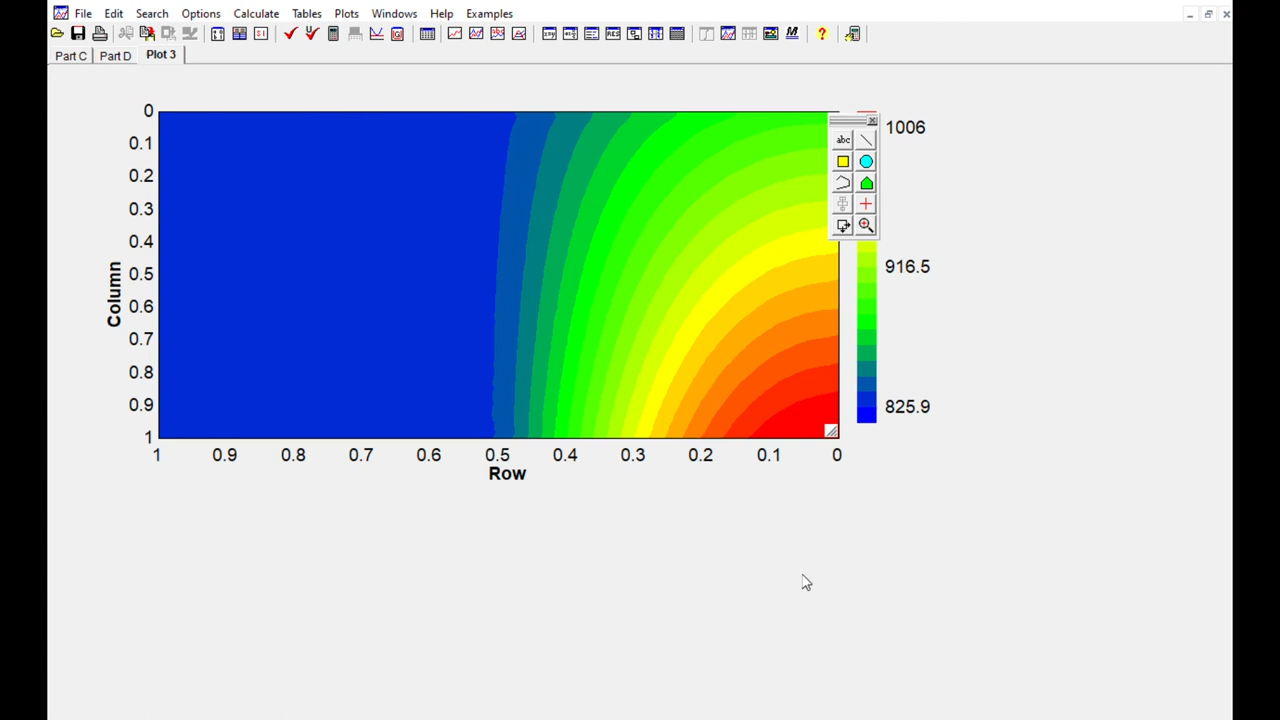 File Edit Search Options Calculate Tables Plots Windows Help Examples
Part C Part D Plot 3
0
0.1
0.2
0.3
0.4
0.5
0.6
0.7
0.8
0.9
1
Column
1 0.9 0.8 0.7 0.6 0.5 0.4 0.3 0.2 0.1 0
Row
abc
1006
916.5
825.9